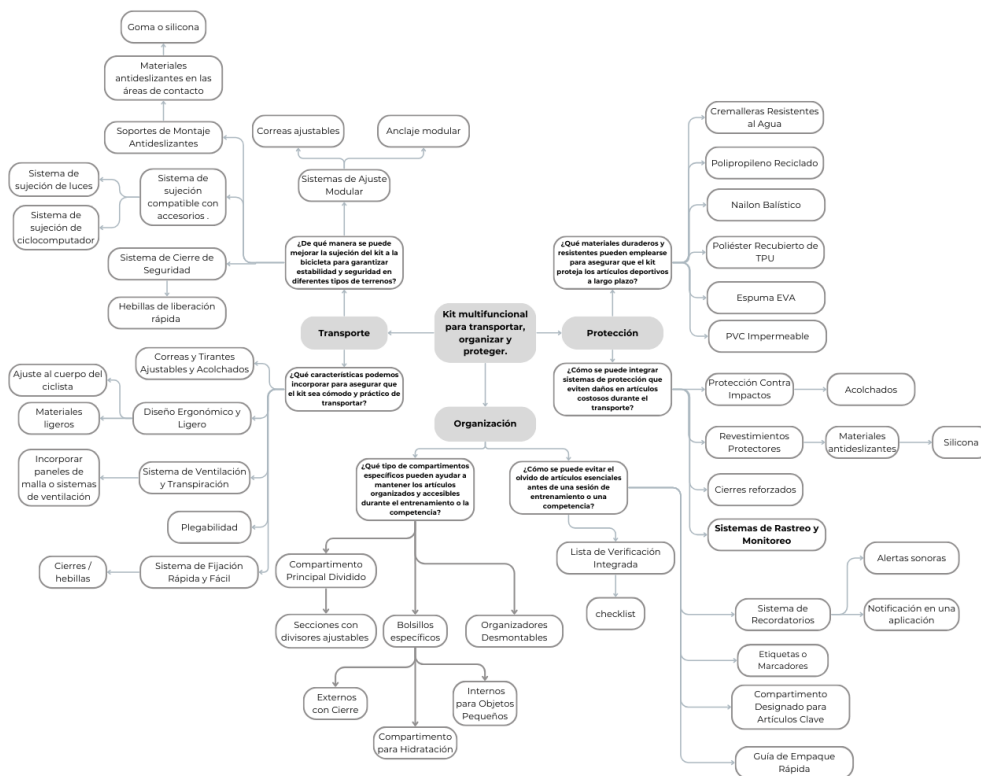 Goma o silicona
Materiales
antideslizantes en las
áreas de contacto
Soportes de Montaje
Antideslizantes
Sistema de
sujeción de luces
Sistema de
sujeción de
ciclocomputador
Sistema de
sujeción
compatible con
accesorios .
Sistema de Cierre de
Seguridad
Hebillas de liberación
rápida
Correas ajustables
Anclaje modular
Sistemas de Ajuste
Modular
¿De qué manera se puede
mejorar la sujeción del kit a la
bicicleta para garantizar
estabilidad y seguridad en
diferentes tipos de terrenos?
Transporte
Kit multifuncional
para transportar,
organizar y
proteger.
Protección
¿Qué materiales duraderos y
resistentes pueden emplearse
para asegurar que el kit
proteja los artículos deportivos
a largo plazo?
Cremalleras Resistentes
al Agua
Polipropileno Reciclado
Nailon Balístico
Poliéster Recubierto de
TPU
Espuma EVA
PVC Impermeable
¿Qué características podemos
incorporar para asegurar que
el kit sea cómodo y práctico de
transportar?
Correas y Tirantes
Ajustables y Acolchados
Ajuste al cuerpo del
ciclista
Materiales
ligeros
Diseño Ergonómico y
Ligero
Incorporar
paneles de
malla o sistemas
de ventilación
Sistema de Ventilación
y Transpiración
Plegabilidad
Cierres /
hebillas
Sistema de Fijación
Rápida y Fácil
¿Cómo se puede integrar
sistemas de protección que
eviten daños en artículos
costosos durante el
transporte?
Protección Contra
Impactos
Acolchados
Revestimientos
Protectores
Materiales
antideslizantes
Silicona
Cierres reforzados
Sistemas de Rastreo y
Monitoreo
Organización
¿Qué tipo de compartimentos
específicos pueden ayudar a
mantener los artículos
organizados y accesibles
durante el entrenamiento o la
competencia?
Compartimento
Principal Dividido
Secciones con
divisores ajustables
Bolsillos
específicos
Organizadores
Desmontables
Externos
con Cierre
Compartimento
para Hidratación
Internos
para Objetos
Pequeños
¿Cómo se puede evitar el
olvido de artículos esenciales
antes de una sesión de
entrenamiento o una
competencia?
Lista de Verificación
Integrada
checklist
Sistema de
Recordatorios
Alertas sonoras
Notificación en una
aplicación
Etiquetas o
Marcadores
Compartimento
Designado para
Artículos Clave
Guía de Empaque
Rápida